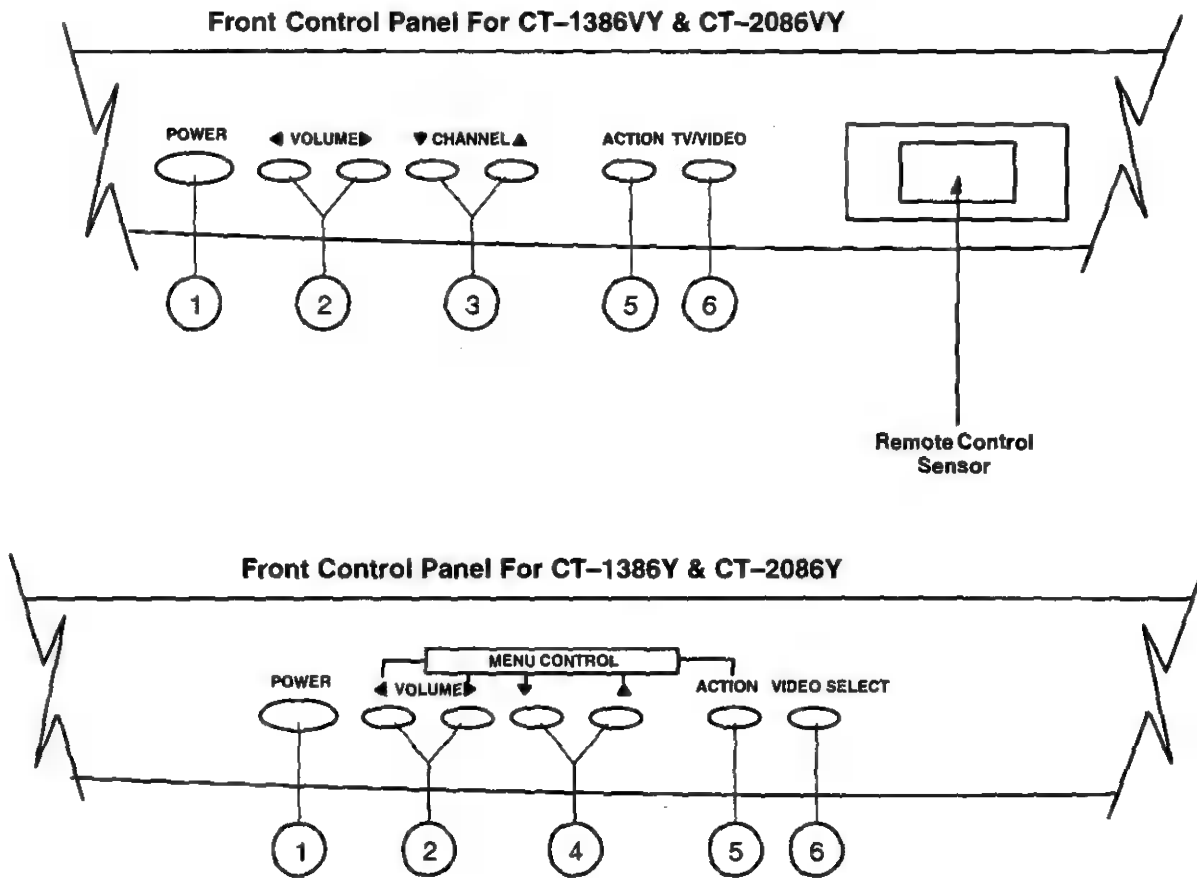 Front Control Panel For CT–1386VY & CT–2086VY
POWER ◀ VOLUME▶ ▼ CHANNEL ▲ ACTION TV/VIDEO
1 2 3 5 6
Remote Control
Sensor
Front Control Panel For CT–1386Y & CT–2086Y
MENU CONTROL
POWER ◀ VOLUME▶ ▼ ▲ ACTION VIDEO SELECT
1 2 4 5 6